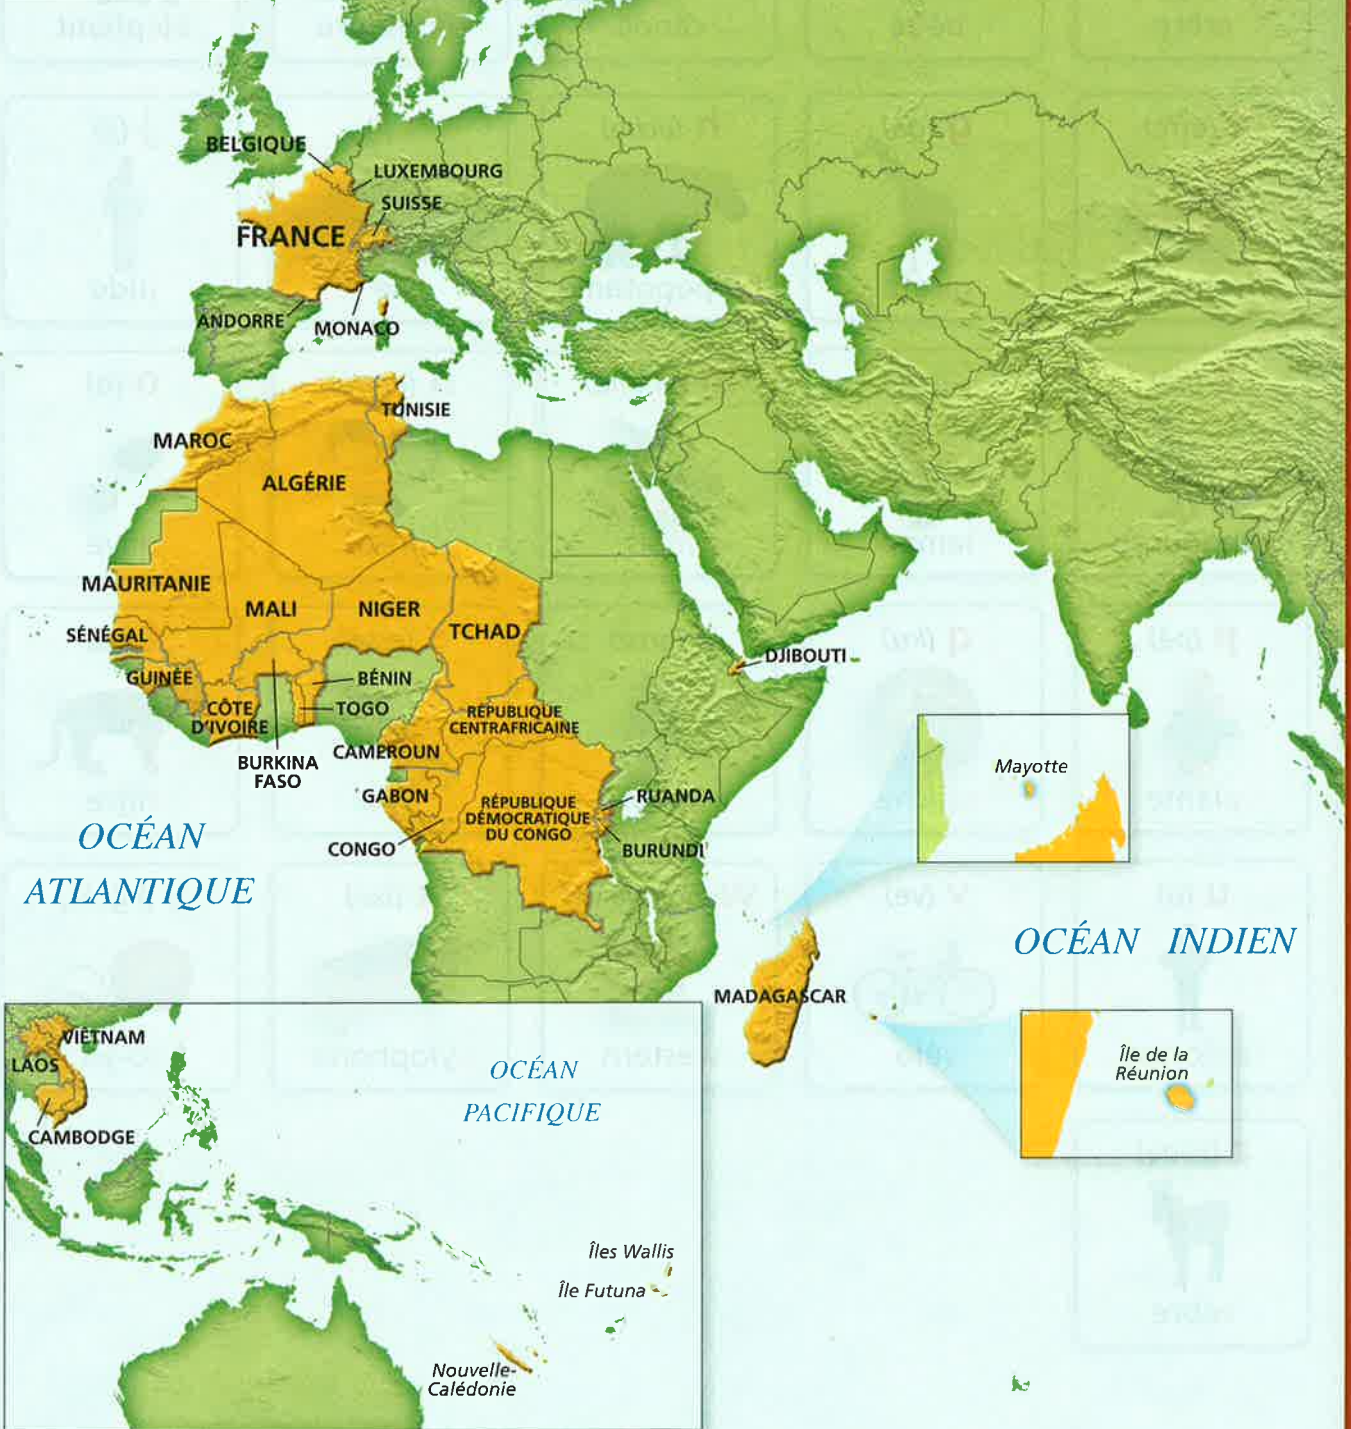 BELGIQUE
LUXEMBOURG
SUISSE
FRANCE
ANDORRE
MONACO
TUNISIE
MAROC
ALGÉRIE
MAURITANIE
MALI
NIGER
TCHAD
SÉNÉGAL
DJIBOUTI
GUINÉE
BÉNIN
CÔTE
D'IVOIRE
TOGO
RÉPUBLIQUE
CENTRAFRICAINE
BURKINA
FASO
CAMEROUN
Mayotte
GABON
RÉPUBLIQUE
DÉMOCRATIQUE
DU CONGO
RUANDA
CONGO
BURUNDI
OCÉAN
ATLANTIQUE
OCÉAN INDIEN
MADAGASCAR
Île de la
Réunion
VIÊTNAM
LAOS
CAMBODGE
OCÉAN
PACIFIQUE
Îles Wallis
Île Futuna
Nouvelle-
Calédonie